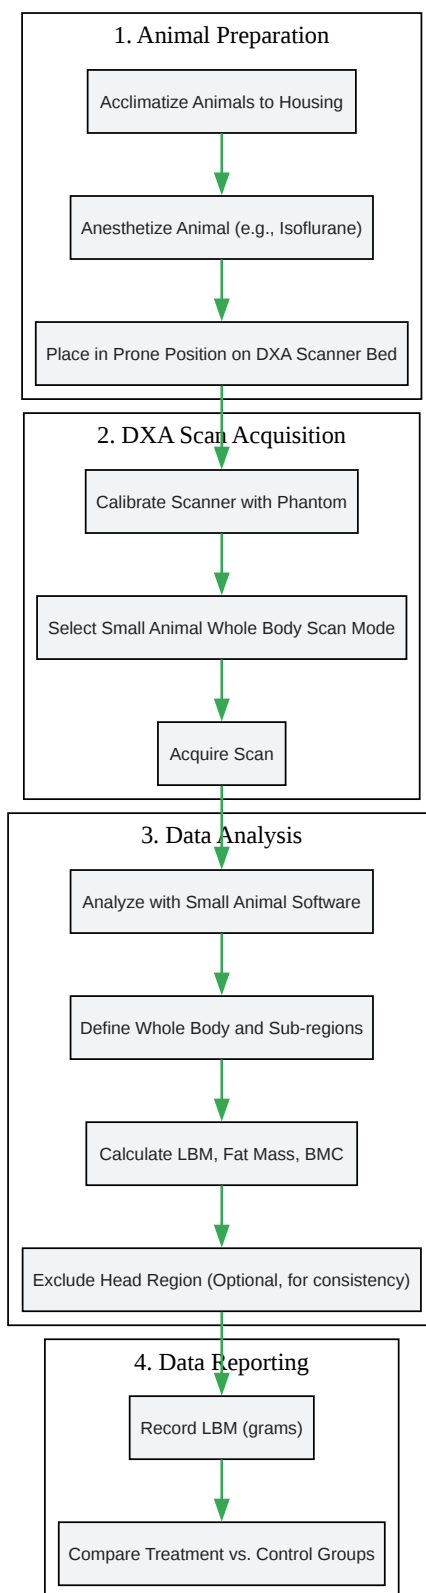 1. Animal Preparation
Acclimatize Animals to Housing
Anesthetize Animal (e.g., Isoflurane)
Place in Prone Position on DXA Scanner Bed
2. DXA Scan Acquisition
Calibrate Scanner with Phantom
Select Small Animal Whole Body Scan Mode
Acquire Scan
3. Data Analysis
Analyze with Small Animal Software
Define Whole Body and Sub-regions
Calculate LBM, Fat Mass, BMC
Exclude Head Region (Optional, for consistency)
4. Data Reporting
Record LBM (grams)
Compare Treatment vs. Control Groups